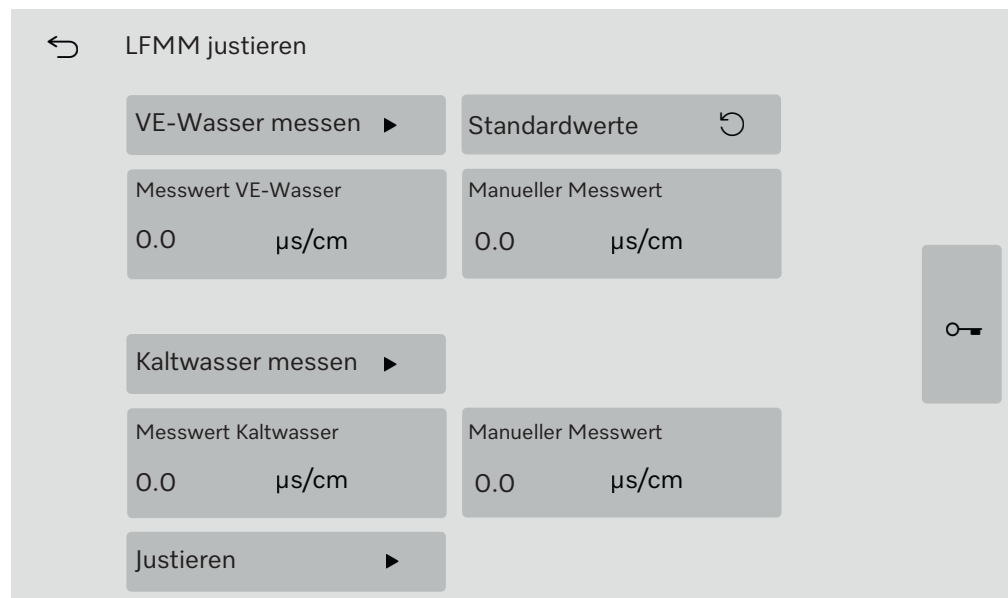 LFMM justieren
VE-Wasser messen
Standardwerte
Messwert VE-Wasser
Manueller Messwert
0.0 µs/cm
0.0 µs/cm
Kaltwasser messen
Messwert Kaltwasser
Manueller Messwert
0.0 µs/cm
0.0 µs/cm
Justieren